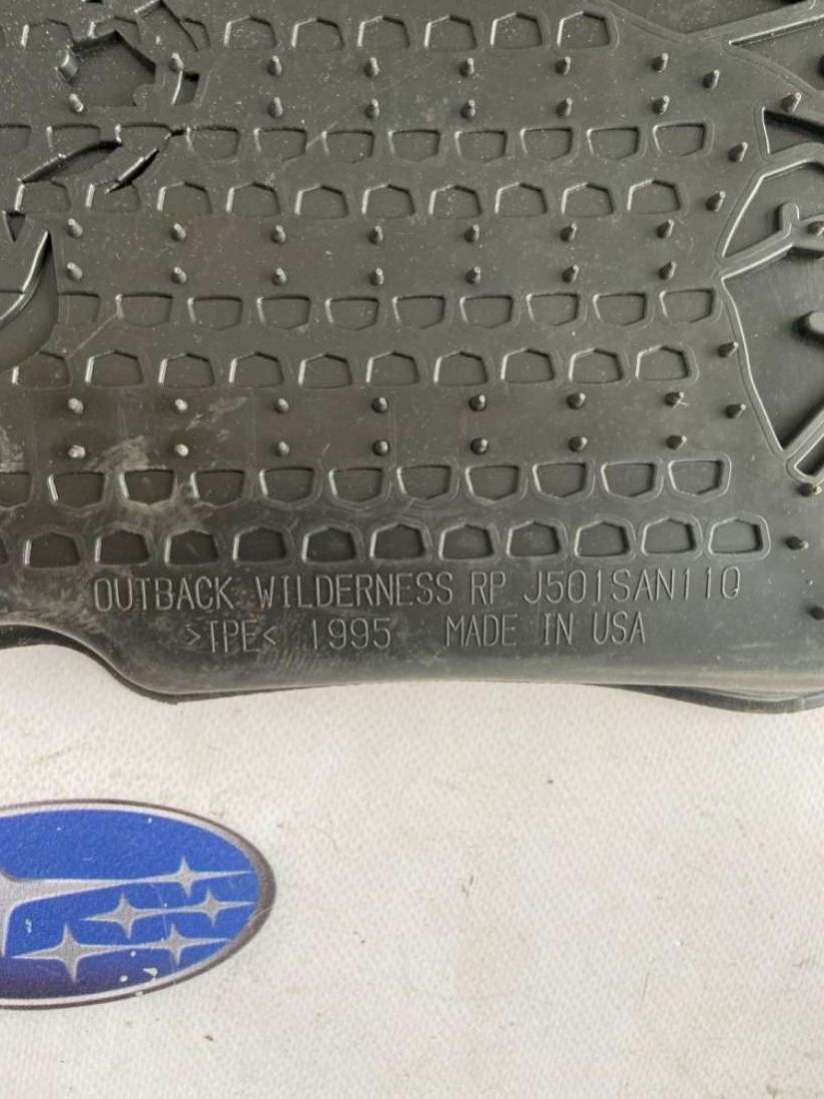 OUTBACK WILDERNESS RP J501SAN11Q
>TPE< 1995 MADE IN USA